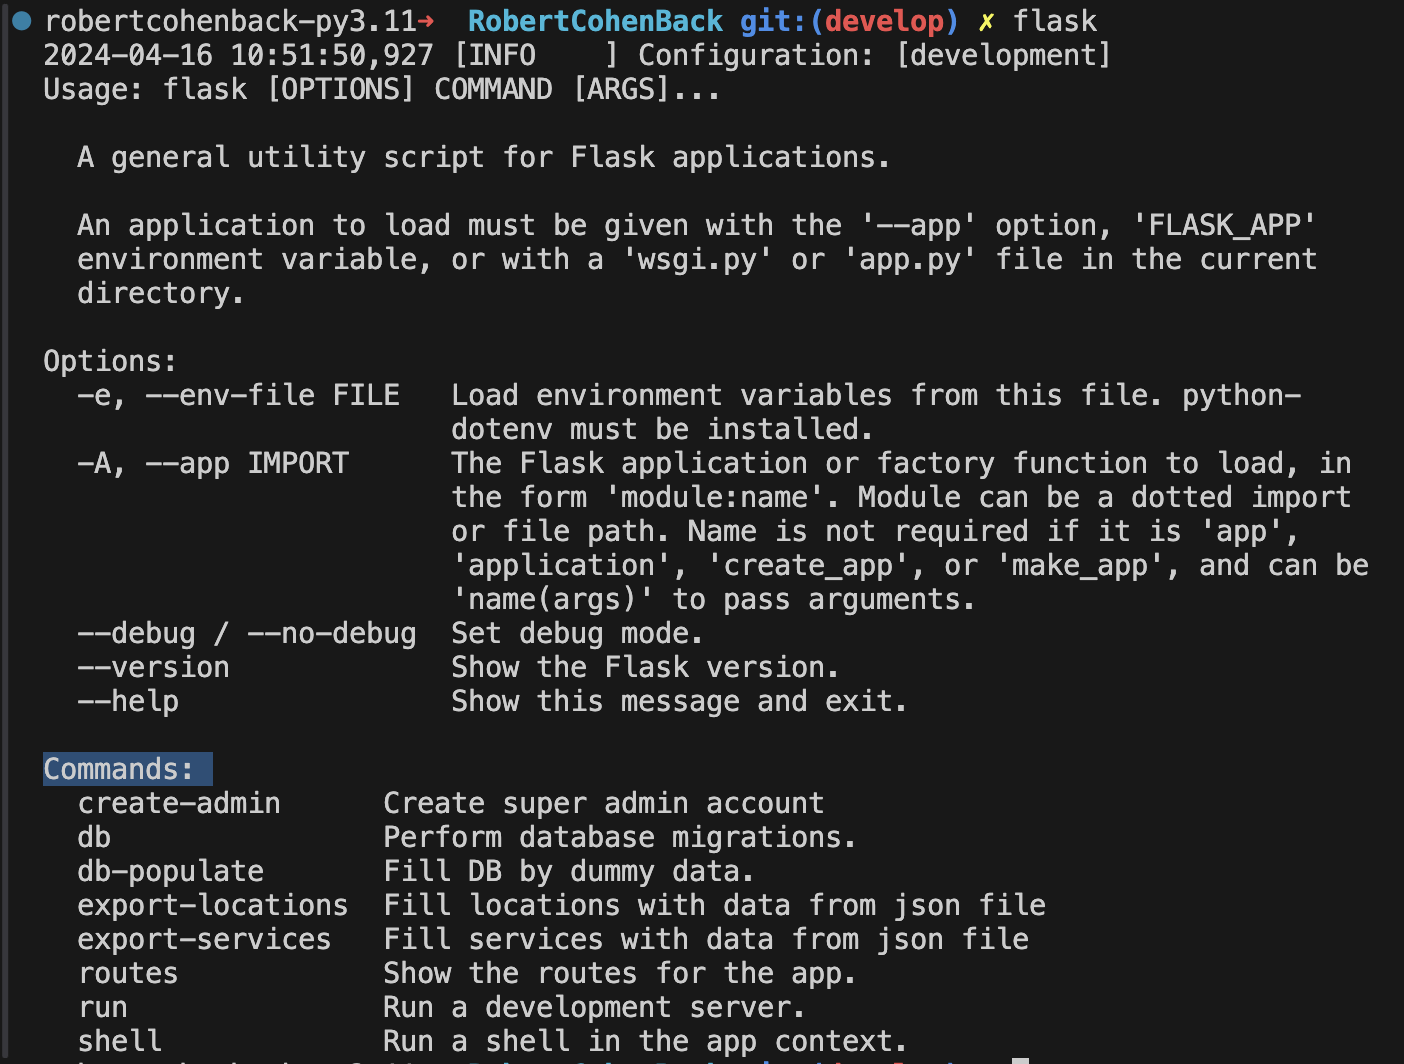 robertcohenback-py3.11➜  RobertCohenBack git:(develop) ✗ flask
2024-04-16 10:51:50,927 [INFO    ] Configuration: [development]
Usage: flask [OPTIONS] COMMAND [ARGS]...
A general utility script for Flask applications.
An application to load must be given with the '--app' option, 'FLASK_APP'
environment variable, or with a 'wsgi.py' or 'app.py' file in the current
directory.
Options:
-e, --env-file FILE   Load environment variables from this file. python-
dotenv must be installed.
-A, --app IMPORT      The Flask application or factory function to load, in
the form 'module:name'. Module can be a dotted import
or file path. Name is not required if it is 'app',
'application', 'create_app', or 'make_app', and can be
'name(args)' to pass arguments.
--debug / --no-debug  Set debug mode.
--version             Show the Flask version.
--help                Show this message and exit.
Commands:
create-admin      Create super admin account
db                Perform database migrations.
db-populate       Fill DB by dummy data.
export-locations  Fill locations with data from json file
export-services   Fill services with data from json file
routes            Show the routes for the app.
run               Run a development server.
shell             Run a shell in the app context.